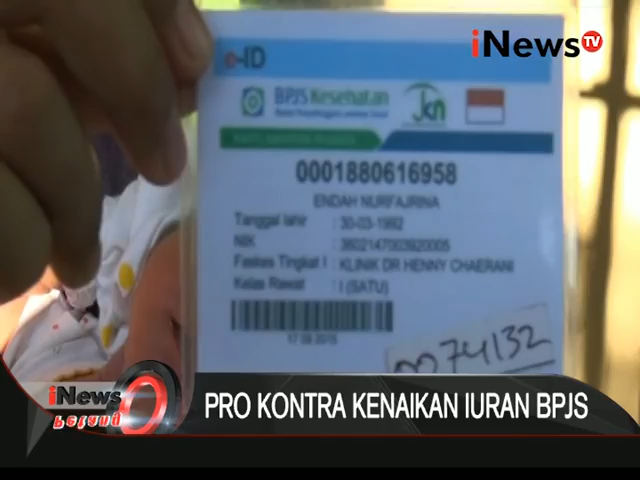 iNews TV
e-ID
BPJS Kesehatan
jkn
0001880616958
ENDAH NURFAJRINA
Tanggal lahir : 30-03-1992
NIK : 3602147003920005
Faskes Tingkat I : KLINIK DR HENNY CHAERANI
Kelas Rawat : I (SATU)
17 09 2015
0074132
iNews
PRO KONTRA KENAIKAN IURAN BPJS